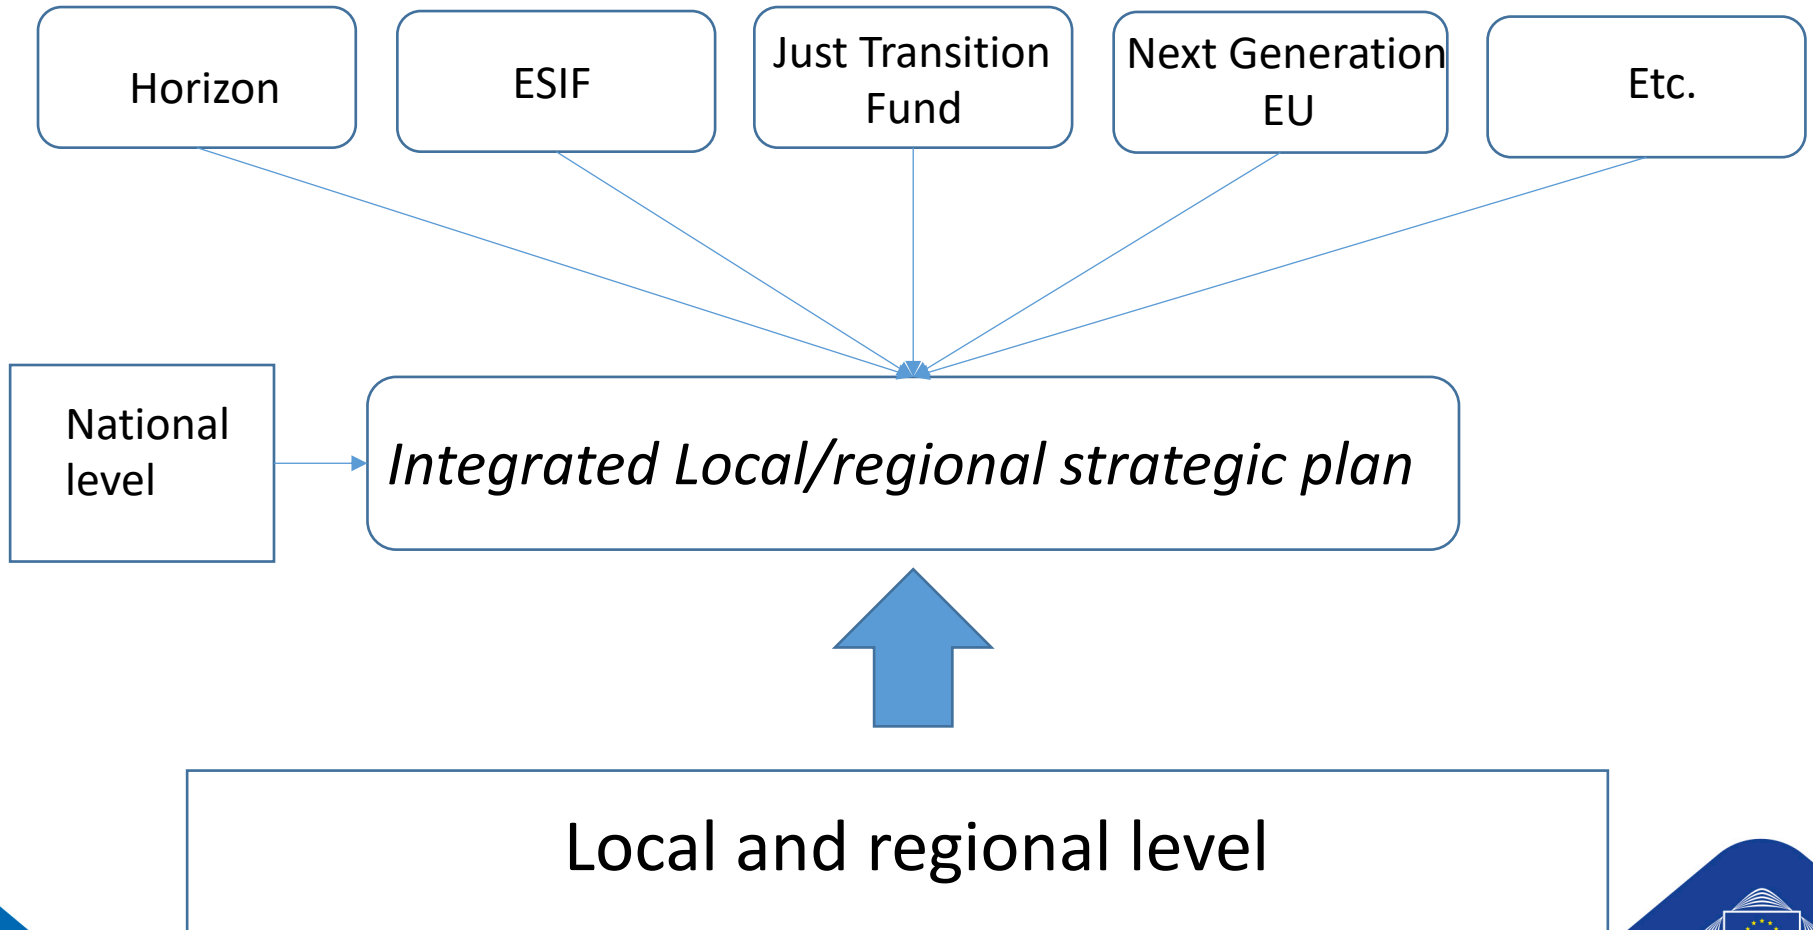 Horizon
ESIF
Just Transition
Fund
Next Generation
EU
Etc.
National
level
Integrated Local/regional strategic plan
Local and regional level